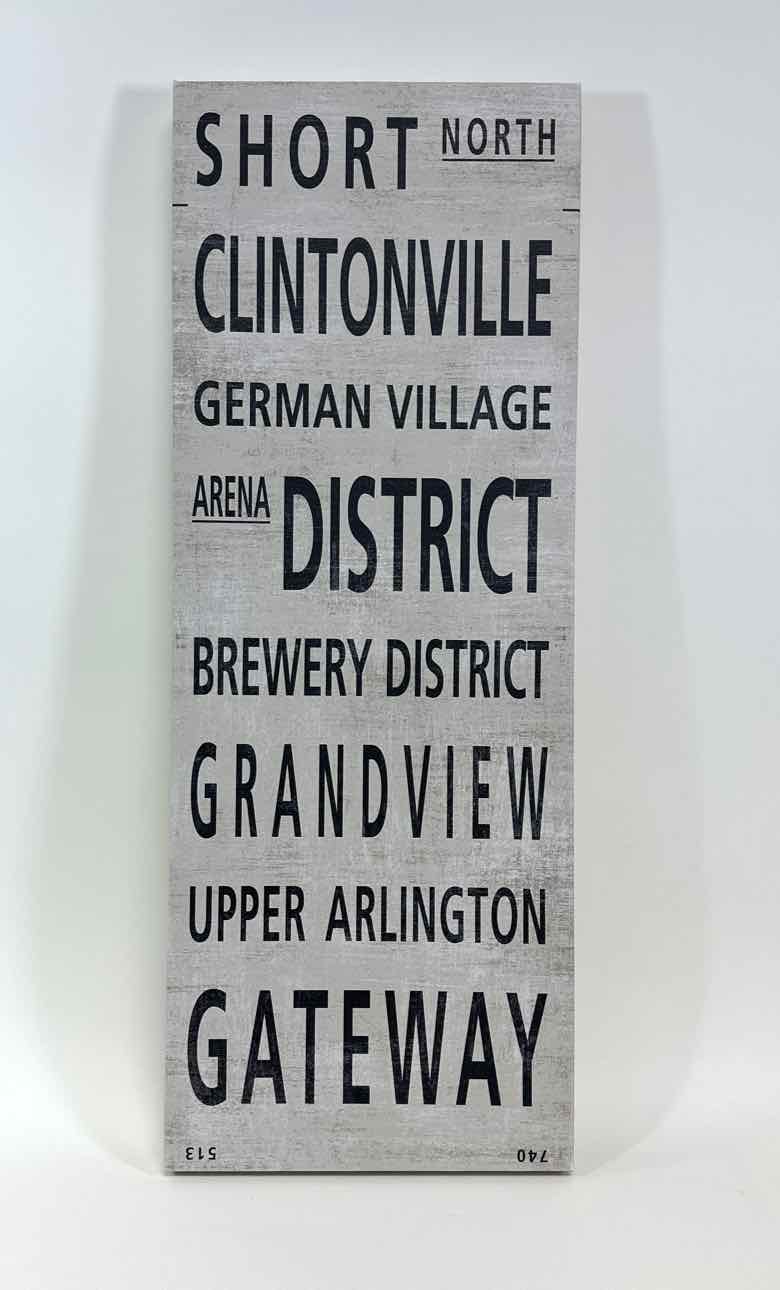 SHORT NORTH
CLINTONVILLE
GERMAN VILLAGE
ARENA DISTRICT
BREWERY DISTRICT
GRANDVIEW
UPPER ARLINGTON
GATEWAY
513 740